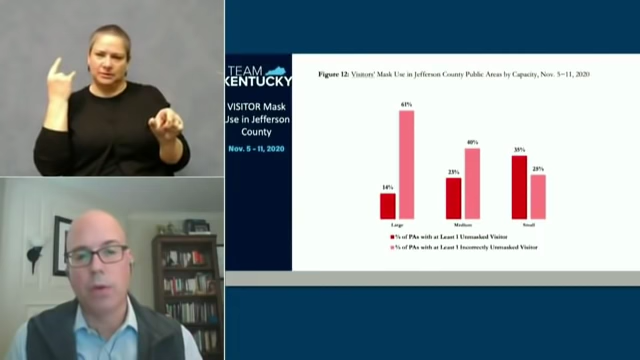 TEAM
KENTUCKY
VISITOR Mask
Use in Jefferson
County
Nov. 5 - 11, 2020
Figure 12: Visitors' Mask Use in Jefferson County Public Areas by Capacity, Nov. 5–11, 2020
61%
40%
35%
23%
25%
14%
Large
Medium
Small
% of PAs with at Least 1 Unmasked Visitor
% of PAs with at Least 1 Incorrectly Unmasked Visitor